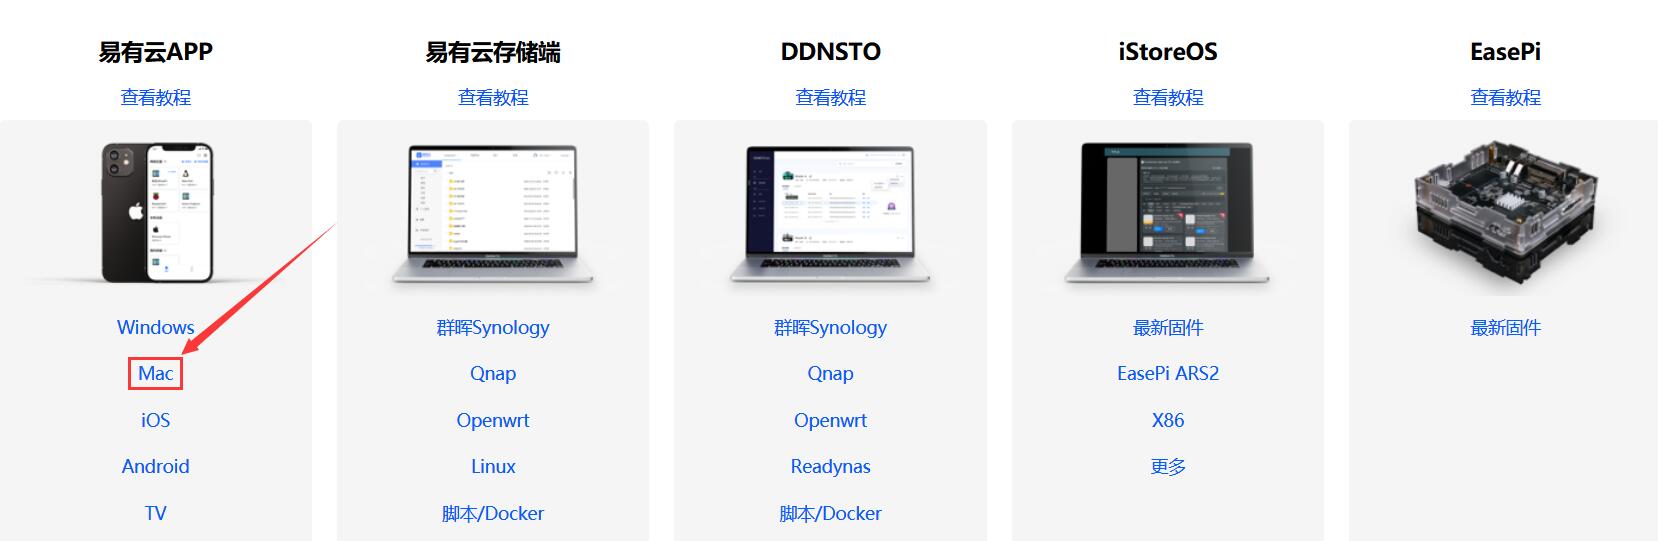 易有云APP
查看教程
Windows
Mac
iOS
Android
TV
易有云存储端
查看教程
群晖Synology
Qnap
Openwrt
Linux
脚本/Docker
DDNSTO
查看教程
群晖Synology
Qnap
Openwrt
Readynas
脚本/Docker
iStoreOS
查看教程
最新固件
EasePi ARS2
X86
更多
EasePi
查看教程
最新固件